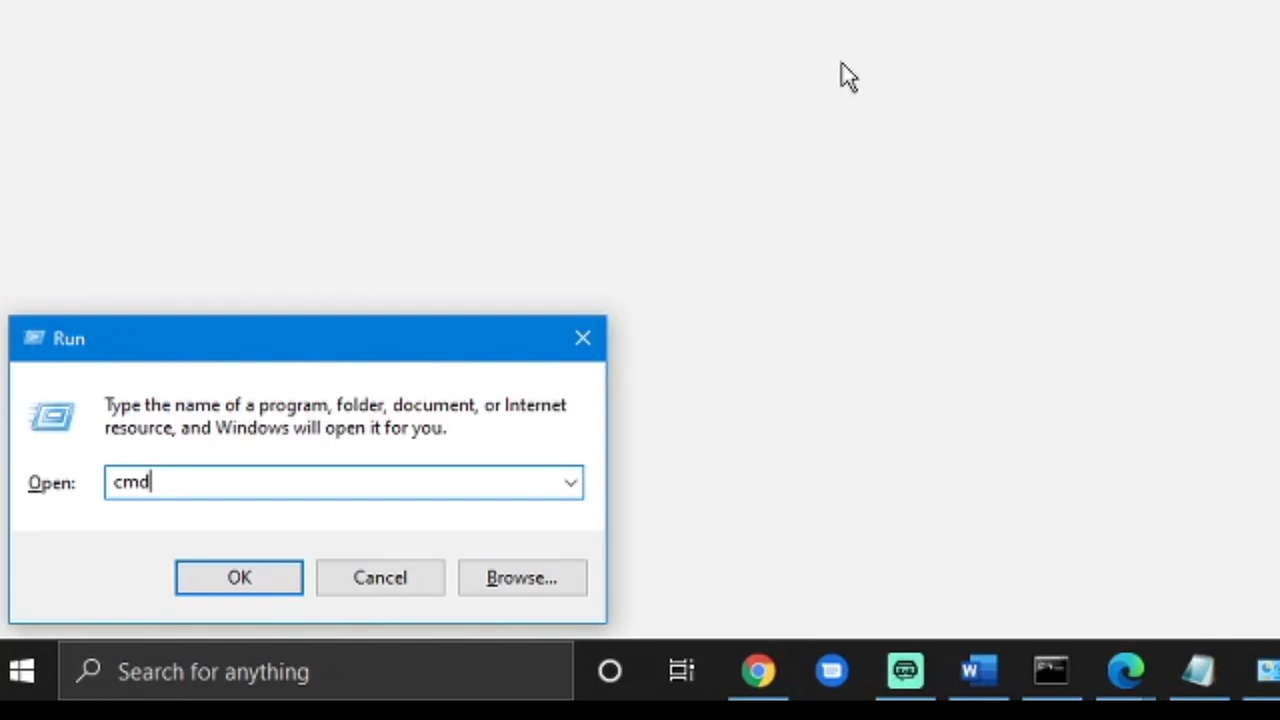 Run
Type the name of a program, folder, document, or Internet
resource, and Windows will open it for you.
Open:
cmd
OK
Cancel
Browse...
Search for anything